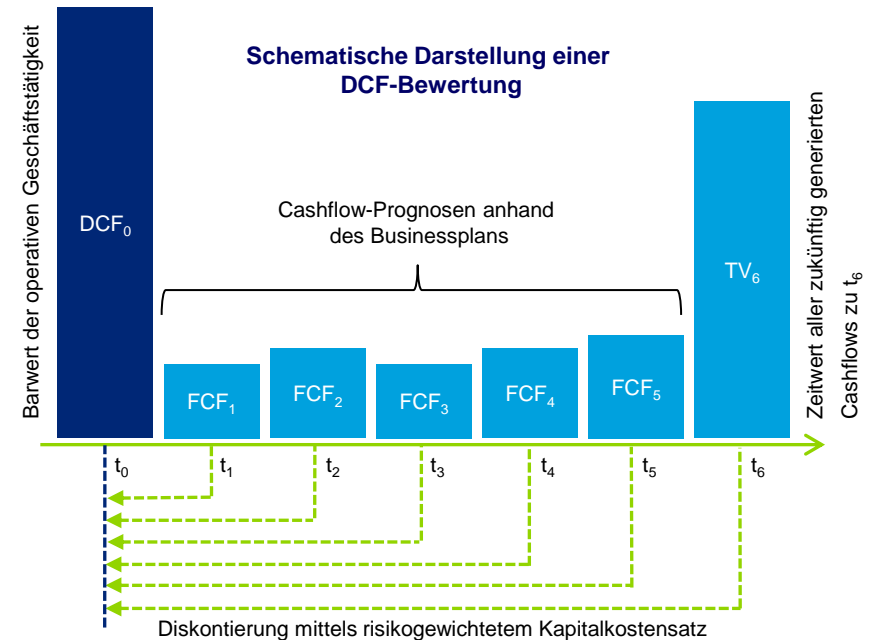 Schematische Darstellung einer
DCF-Bewertung
Barwert der operativen Geschäftstätigkeit
DCF₀
Cashflow-Prognosen anhand
des Businessplans
FCF₁
FCF₂
FCF₃
FCF₄
FCF₅
TV₆
Zeitwert aller zukünftig generierten
Cashflows zu t₆
t₀
t₁
t₂
t₃
t₄
t₅
t₆
Diskontierung mittels risikogewichtetem Kapitalkostensatz